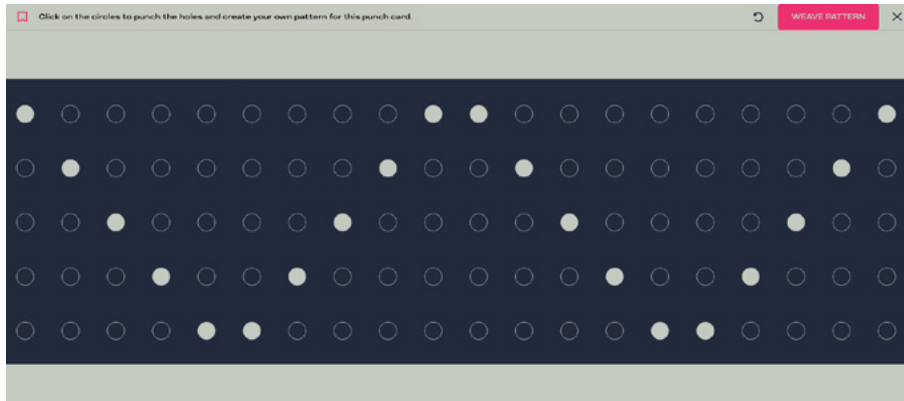 Click on the circles to punch the holes and create your own pattern for this punch card.
WEAVE PATTERN